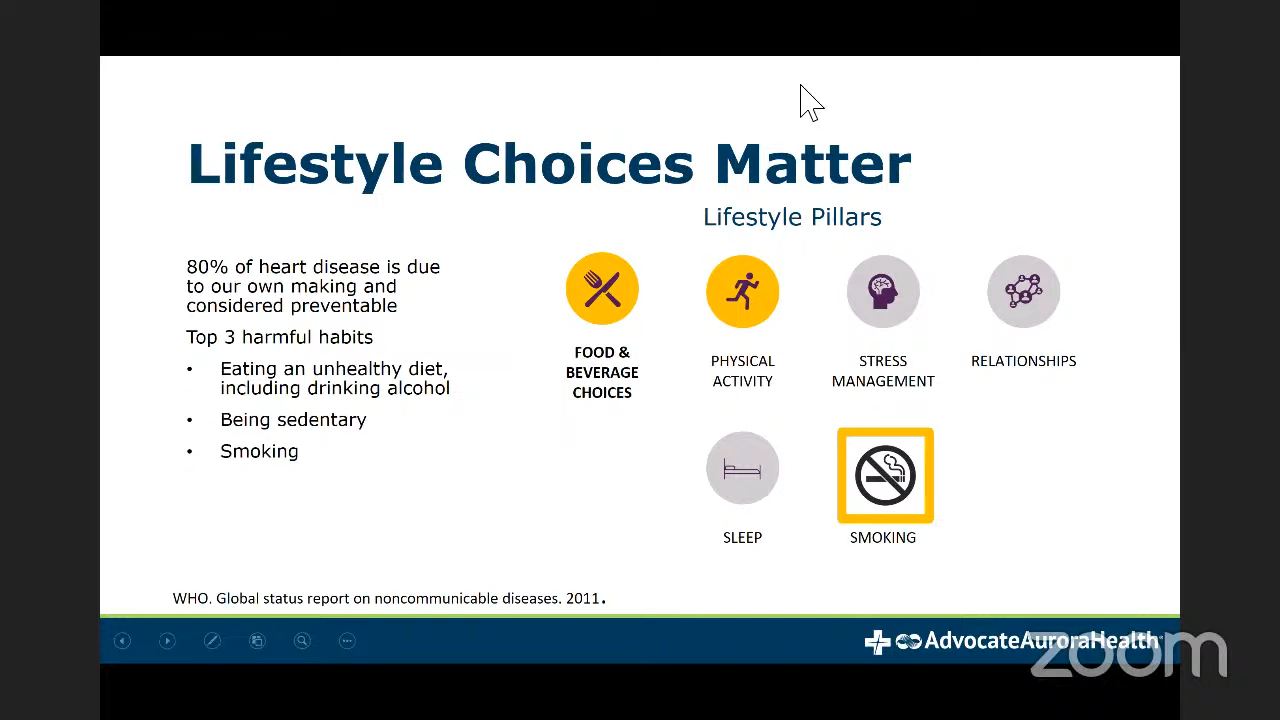 Lifestyle Choices Matter
Lifestyle Pillars
80% of heart disease is due
to our own making and
considered preventable
Top 3 harmful habits
• Eating an unhealthy diet,
including drinking alcohol
• Being sedentary
• Smoking
FOOD &
BEVERAGE
CHOICES
PHYSICAL
ACTIVITY
STRESS
MANAGEMENT
RELATIONSHIPS
SLEEP
SMOKING
WHO. Global status report on noncommunicable diseases. 2011.
AdvocateAuroraHealth
zoom